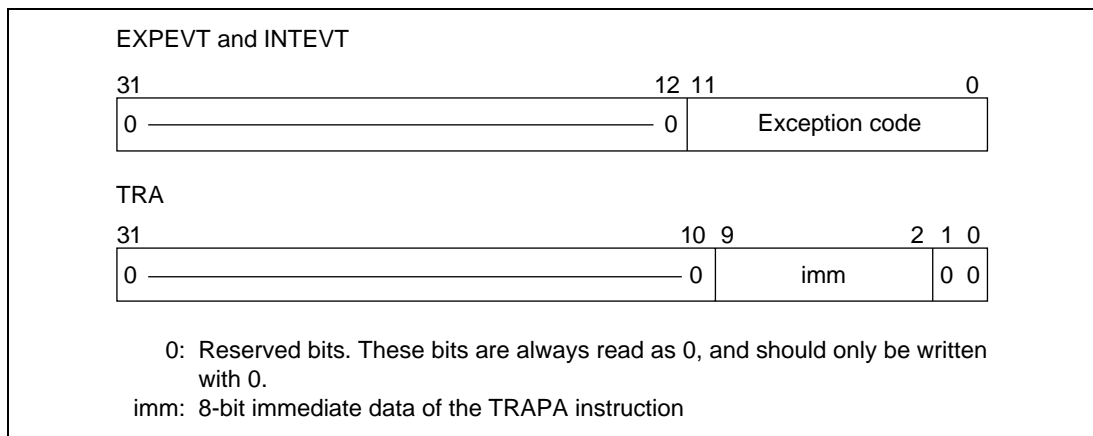 EXPEVT and INTEVT
31 12 11 0
0 0 Exception code
TRA
31 10 9 2 1 0
0 0 imm 0 0
0: Reserved bits. These bits are always read as 0, and should only be written
with 0.
imm: 8-bit immediate data of the TRAPA instruction